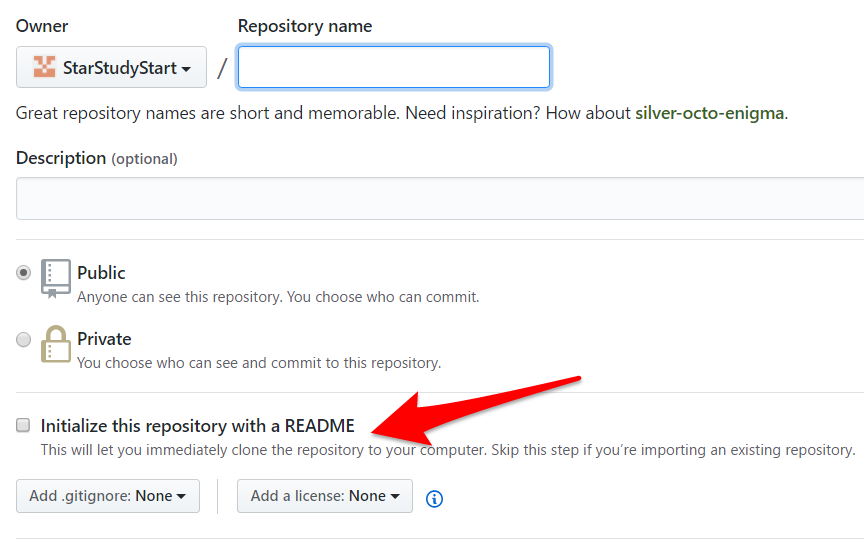 Owner
Repository name
StarStudyStart
/
Great repository names are short and memorable. Need inspiration? How about silver-octo-enigma.
Description (optional)
Public
Anyone can see this repository. You choose who can commit.
Private
You choose who can see and commit to this repository.
Initialize this repository with a README
This will let you immediately clone the repository to your computer. Skip this step if you’re importing an existing repository.
Add .gitignore: None
Add a license: None
i